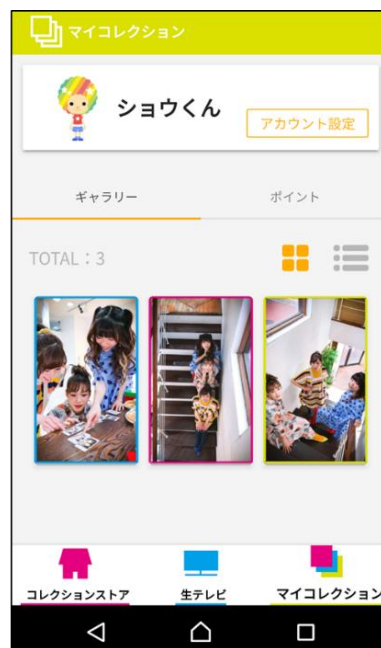 マイコレクション
ショウくん
アカウント設定
ギャラリー
ポイント
TOTAL：3
コレクションストア
生テレビ
マイコレクション